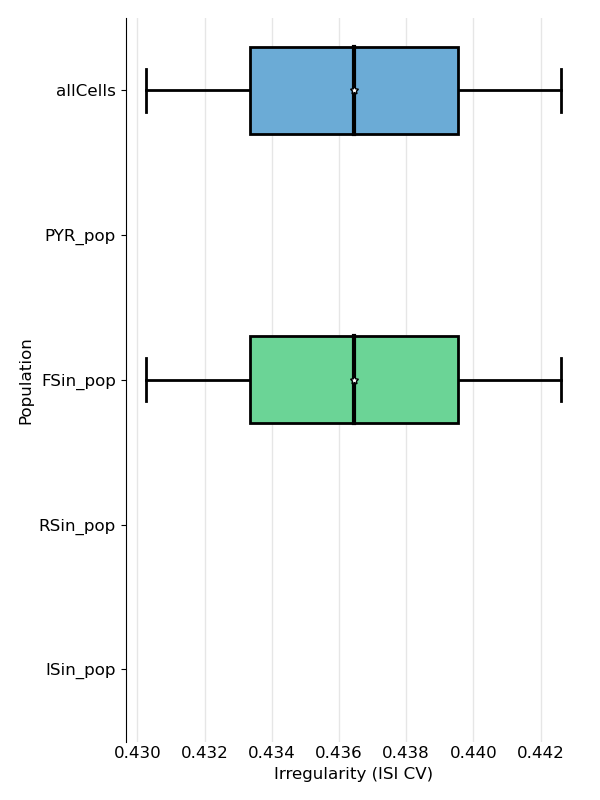 allCells
PYR_pop
FSin_pop
RSin_pop
ISin_pop
Population
0.430 0.432 0.434 0.436 0.438 0.440 0.442
Irregularity (ISI CV)